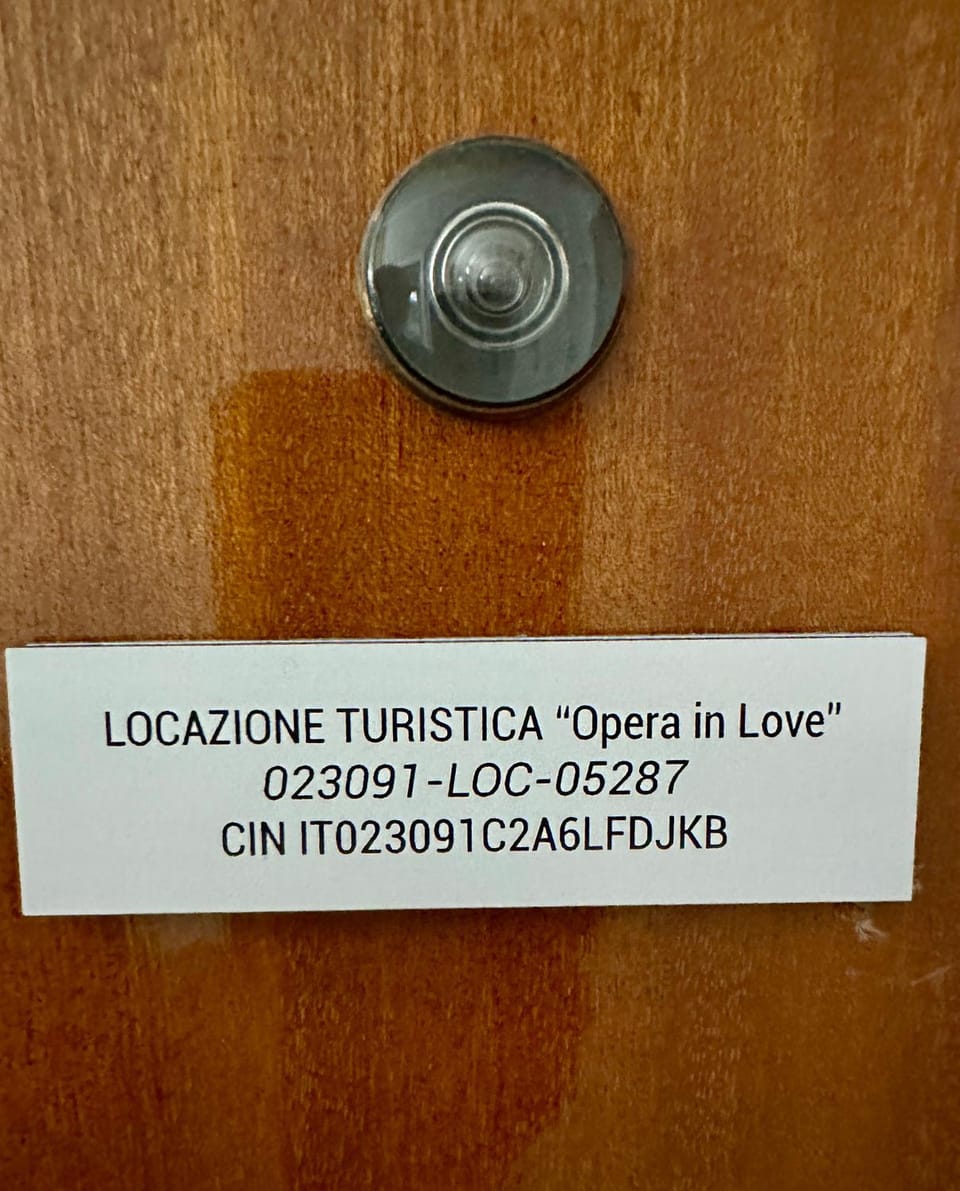 LOCAZIONE TURISTICA “Opera in Love”
023091-LOC-05287
CIN IT023091C2A6LFDJKB